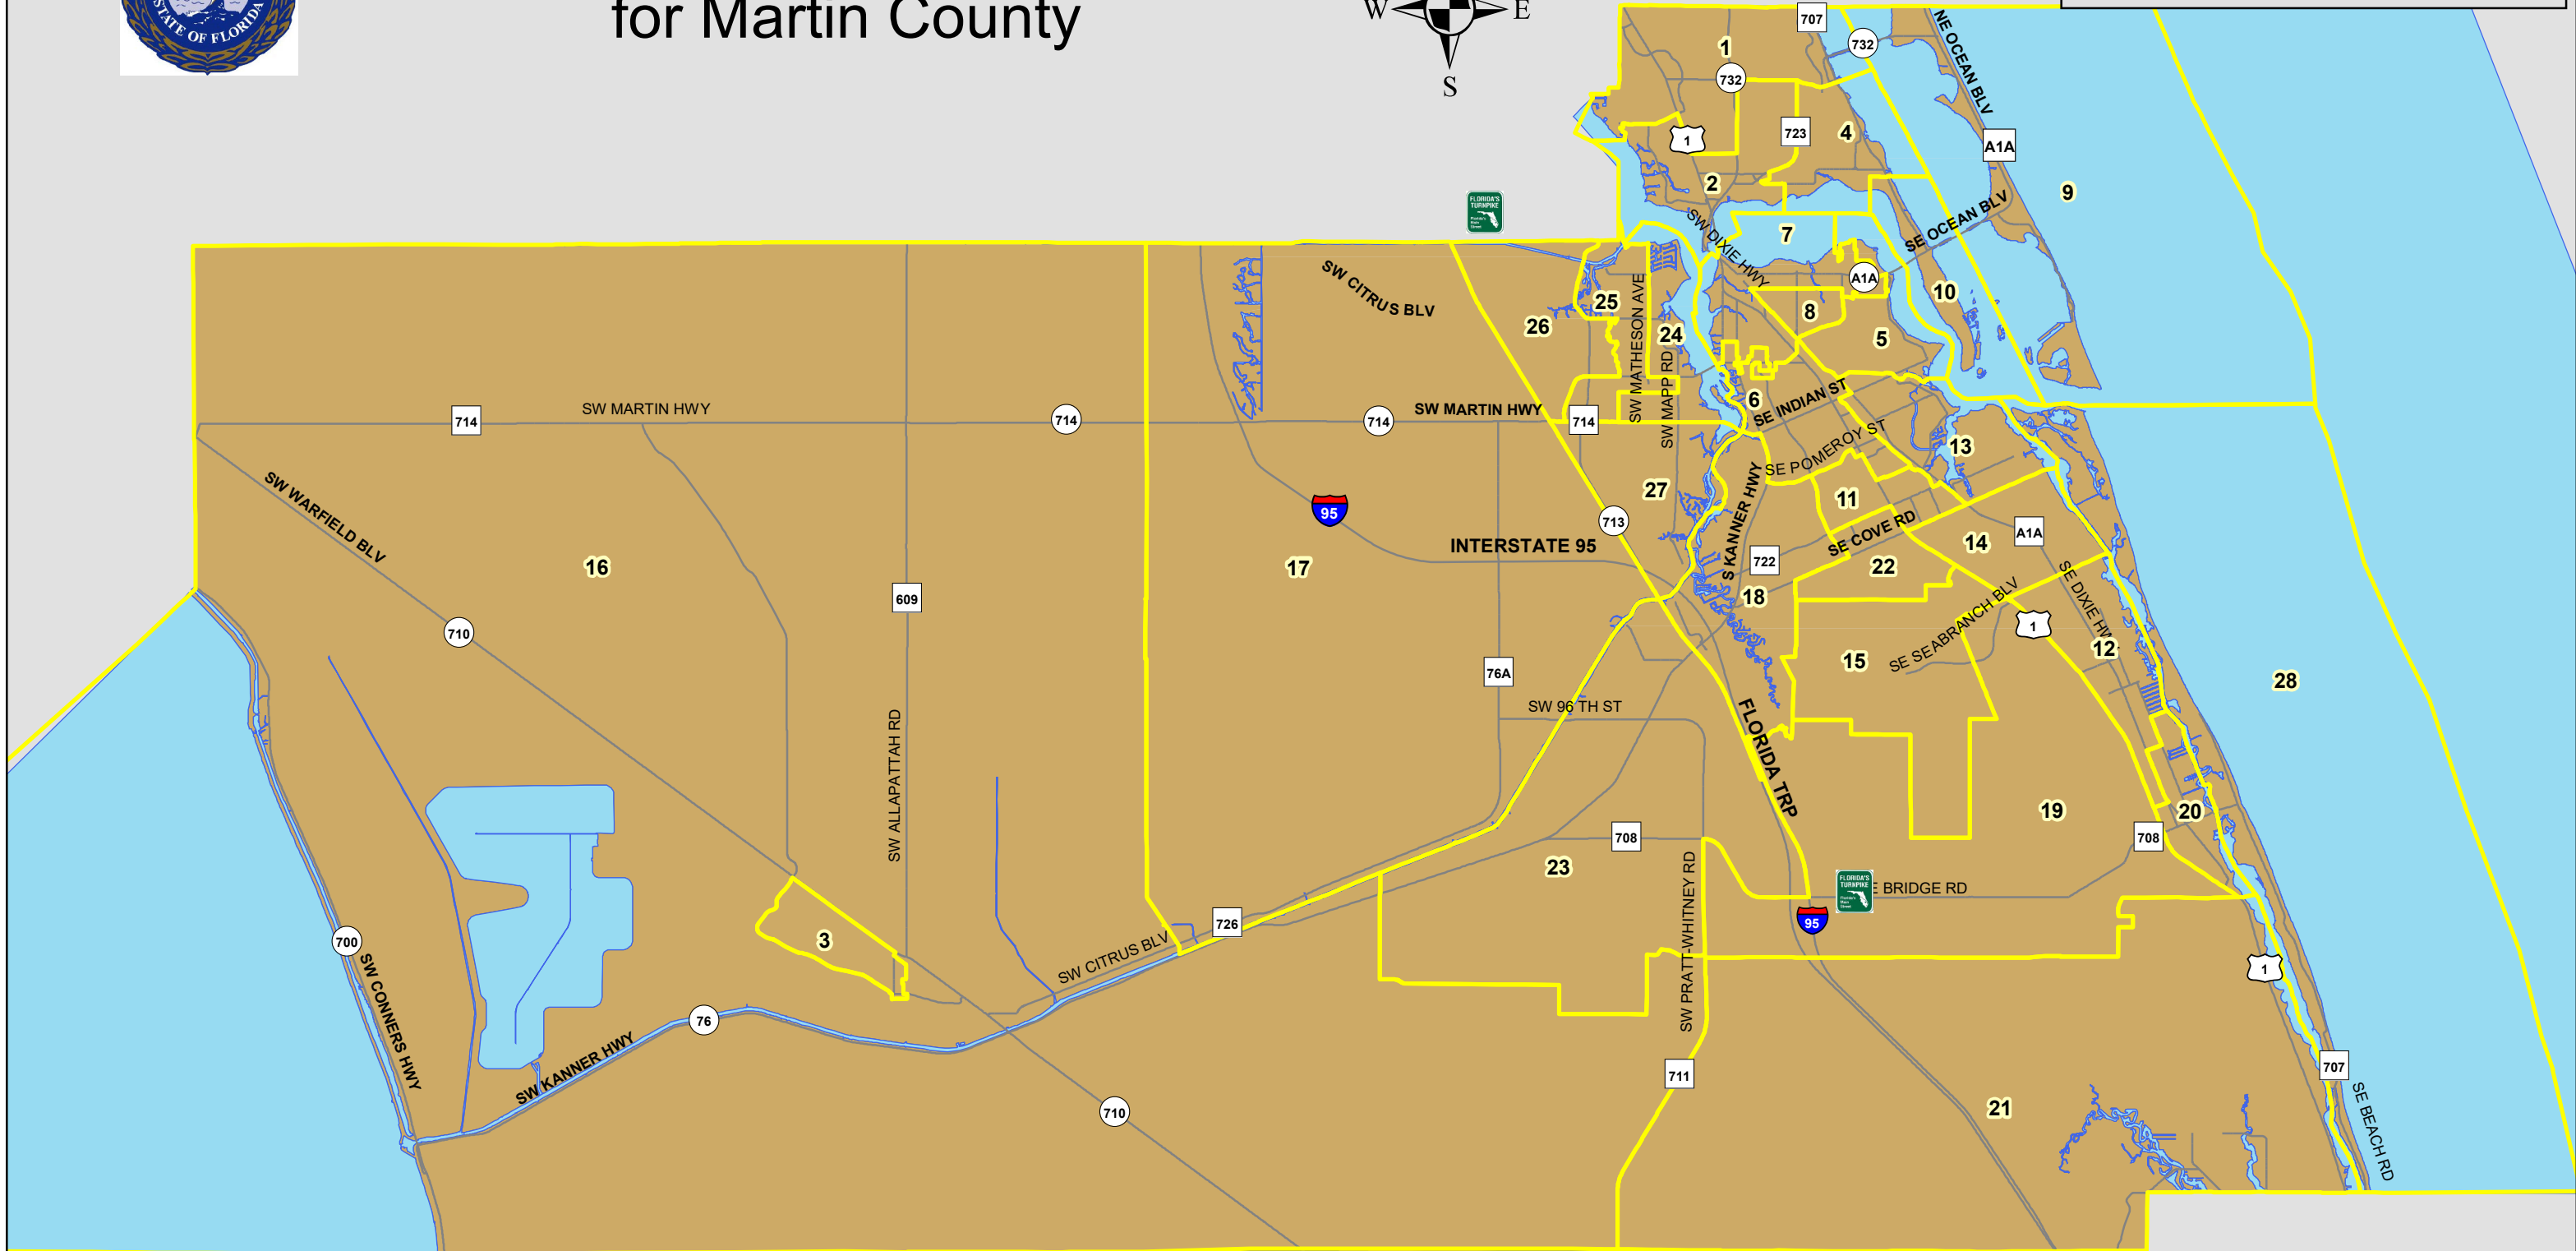 STATE OF FLORIDA
for Martin County
W E
S
707
732
NE OCEAN BLV
1
732
1
723
4
A1A
2
9
FLORIDA'S
TURNPIKE
SW DIXIE HWY
7
SE OCEAN BLV
SW CITRUS BLV
26
25
SW MATHESON AVE
24
SW MAPP RD
A1A
8
5
10
714
SW MARTIN HWY
714
714
SW MARTIN HWY
714
6
SE INDIAN ST
SE POMEROY ST
13
SW WARFIELD BLV
16
95
17
INTERSTATE 95
713
27
S KANNER HWY
11
SE COVE RD
722
22
14
A1A
609
18
710
SE SEABRANCH BLV
1
SE DIXIE HWY
12
15
28
76A
SW 96 TH ST
FLORIDA TRP
SW ALLAPATTAH RD
708
19
20
708
23
SW PRATT-WHITNEY RD
FLORIDA'S
TURNPIKE
E BRIDGE RD
95
726
3
SW CITRUS BLV
700
SW CONNERS HWY
76
SW KANNER HWY
1
711
710
21
707
SE BEACH RD